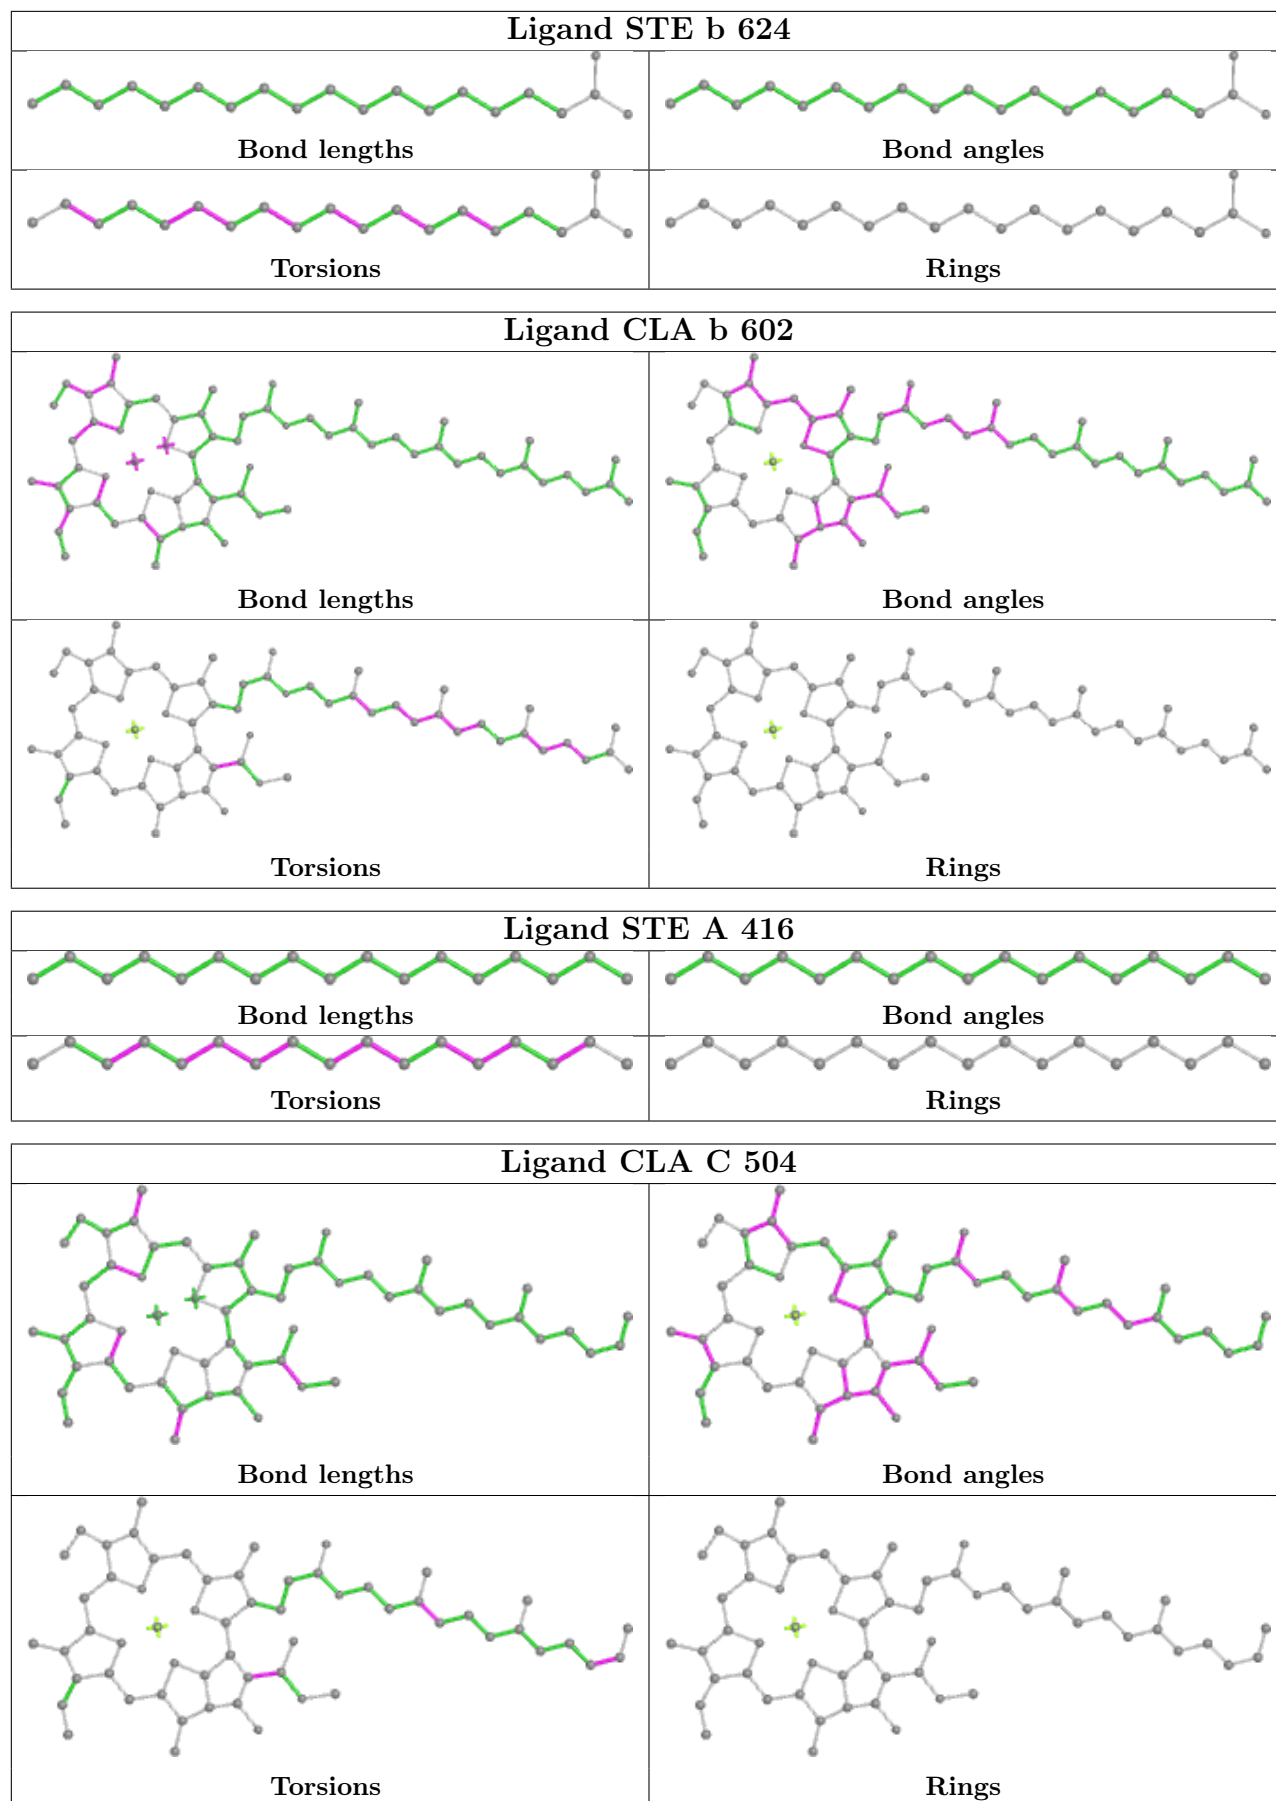 Ligand STE b 624
Bond lengths
Bond angles
Torsions
Rings
Ligand CLA b 602
Bond lengths
Bond angles
Torsions
Rings
Ligand STE A 416
Bond lengths
Bond angles
Torsions
Rings
Ligand CLA C 504
Bond lengths
Bond angles
Torsions
Rings